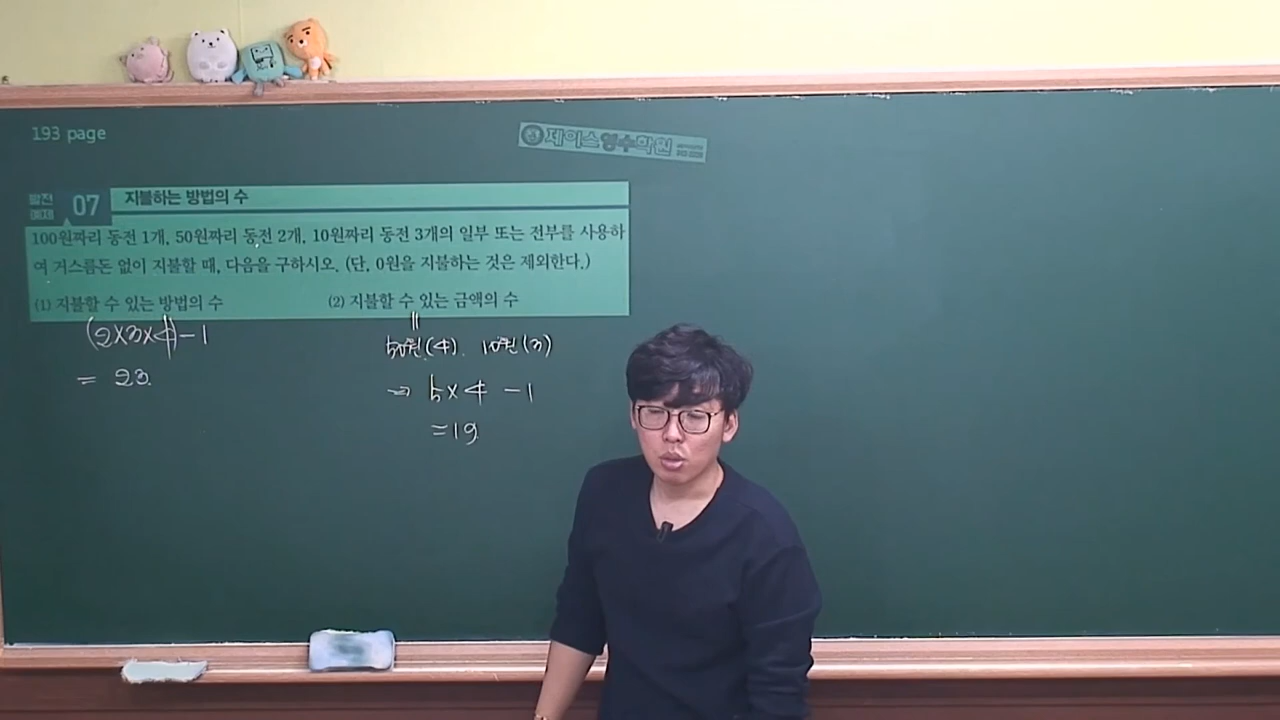 193 page
제이스영수학원
발전
예제 07 지불하는 방법의 수
100원짜리 동전 1개, 50원짜리 동전 2개, 10원짜리 동전 3개의 일부 또는 전부를 사용하
여 거스름돈 없이 지불할 때, 다음을 구하시오. (단, 0원을 지불하는 것은 제외한다.)
(1) 지불할 수 있는 방법의 수 (2) 지불할 수 있는 금액의 수
(2×3×4)-1
= 23.
50원(4). 10원(3)
→ 5×4 -1
=19.